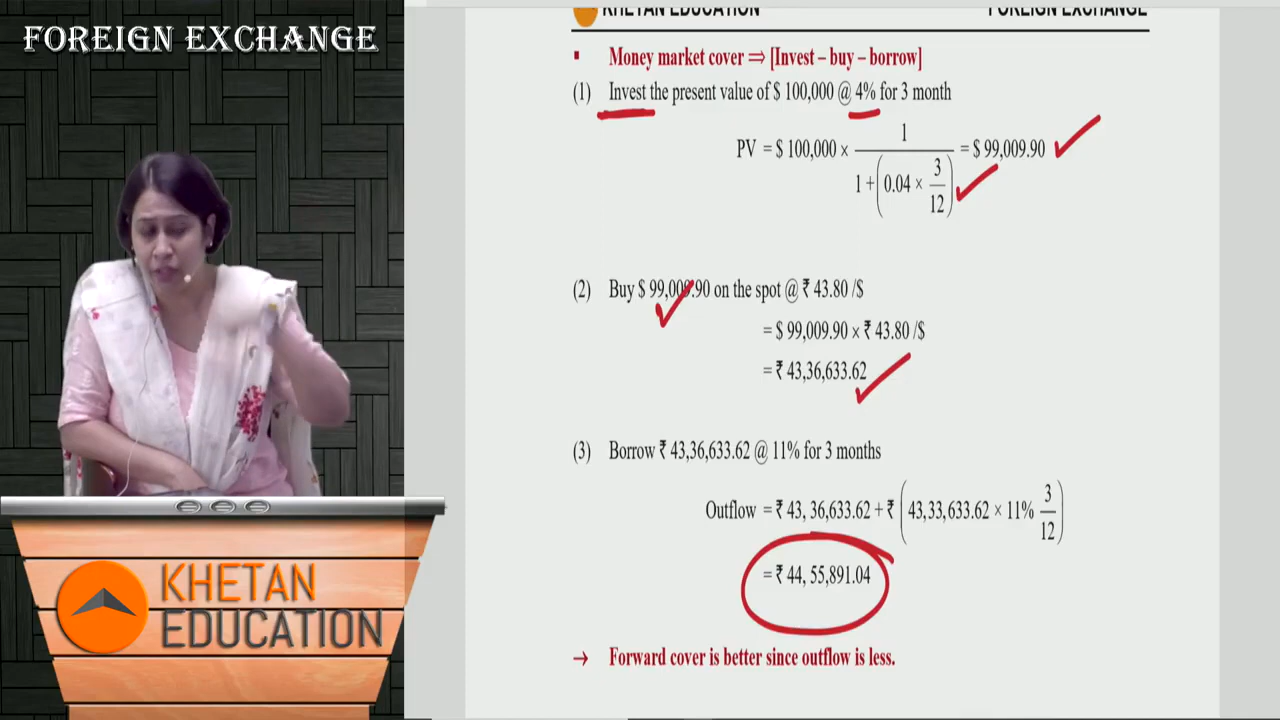 FOREIGN EXCHANGE
KHETAN EDUCATION FOREIGN EXCHANGE
▪ Money market cover ⇒ [Invest – buy – borrow]
(1) Invest the present value of $ 100,000 @ 4% for 3 month
PV = $ 100,000 × 1 / (1 + (0.04 × 3/12)) = $ 99,009.90
(2) Buy $ 99,009.90 on the spot @ ₹ 43.80 /$
= $ 99,009.90 × ₹ 43.80 /$
= ₹ 43,36,633.62
(3) Borrow ₹ 43,36,633.62 @ 11% for 3 months
Outflow = ₹ 43, 36,633.62 + ₹ (43,33,633.62 × 11% 3/12)
= ₹ 44, 55,891.04
→ Forward cover is better since outflow is less.
KHETAN
EDUCATION